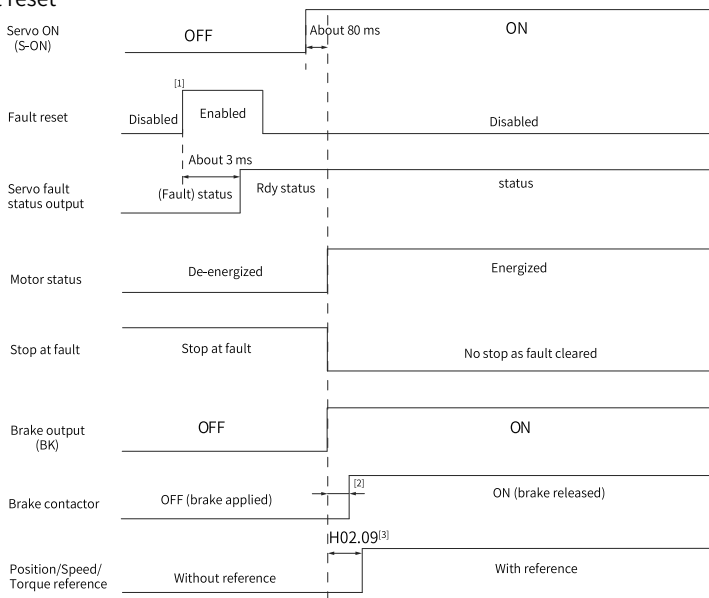 reset
Servo ON
(S-ON)
OFF
About 80 ms
ON
[1]
Fault reset
Disabled
Enabled
Disabled
About 3 ms
Servo fault
status output
(Fault) status
Rdy status
status
Motor status
De-energized
Energized
Stop at fault
Stop at fault
No stop as fault cleared
Brake output
(BK)
OFF
ON
[2]
Brake contactor
OFF (brake applied)
ON (brake released)
H02.09[3]
Position/Speed/
Torque reference
Without reference
With reference